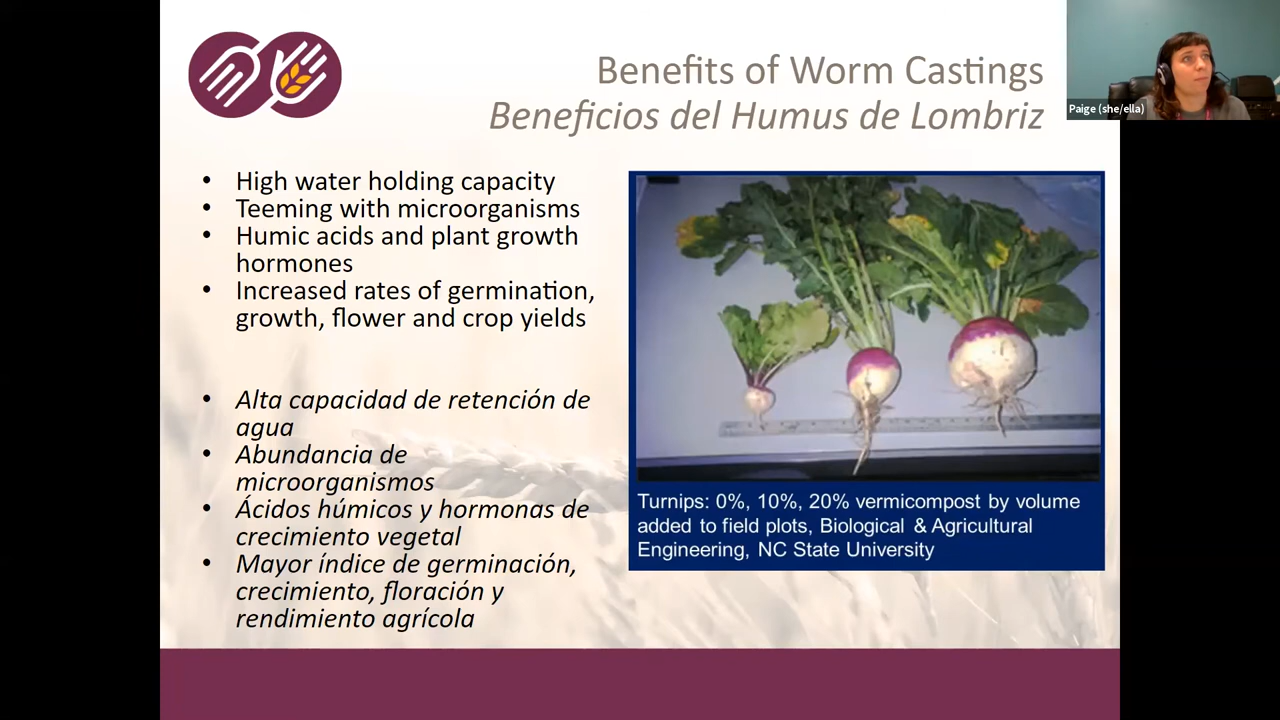 Benefits of Worm Castings
Beneficios del Humus de Lombriz
Paige (she/ella)
• High water holding capacity
• Teeming with microorganisms
• Humic acids and plant growth
hormones
• Increased rates of germination,
growth, flower and crop yields
• Alta capacidad de retención de
agua
• Abundancia de
microorganismos
• Ácidos húmicos y hormonas de
crecimiento vegetal
• Mayor índice de germinación,
crecimiento, floración y
rendimiento agrícola
Turnips: 0%, 10%, 20% vermicompost by volume
added to field plots, Biological & Agricultural
Engineering, NC State University